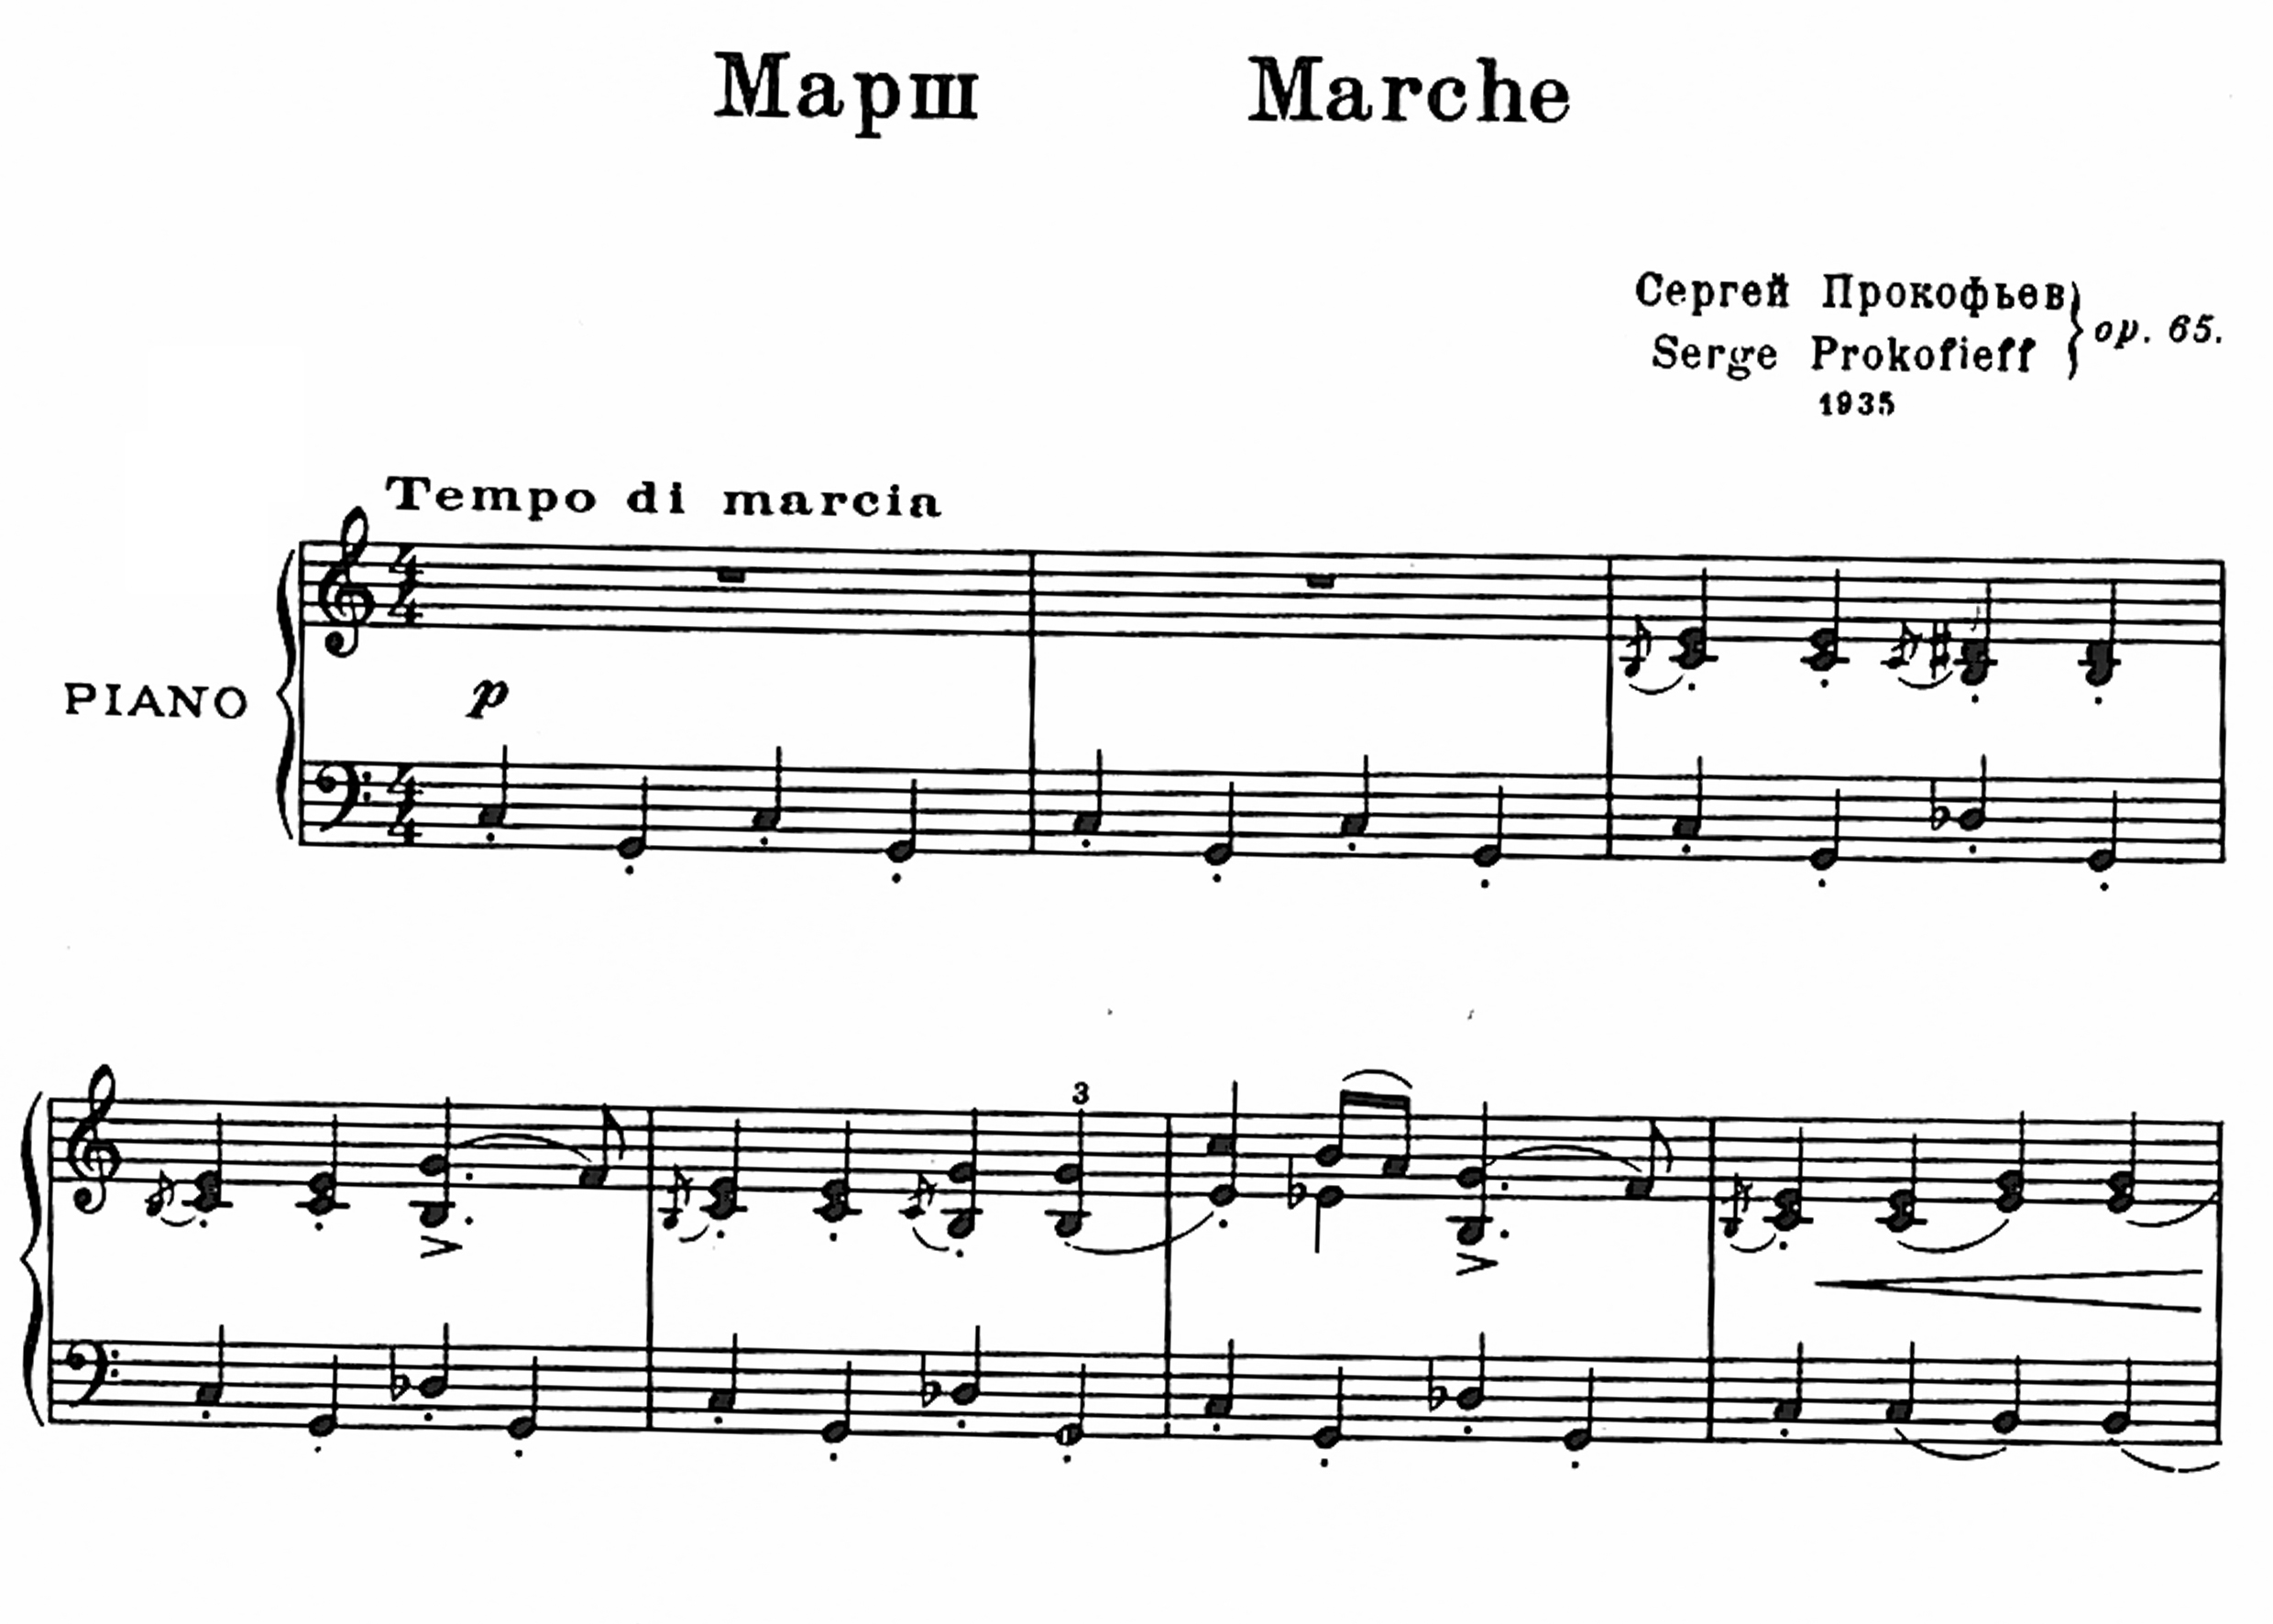 Марш Marche
Сергей Прокофьев
Serge Prokofieff
op. 65.
1935
Tempo di marcia
PIANO
p
3